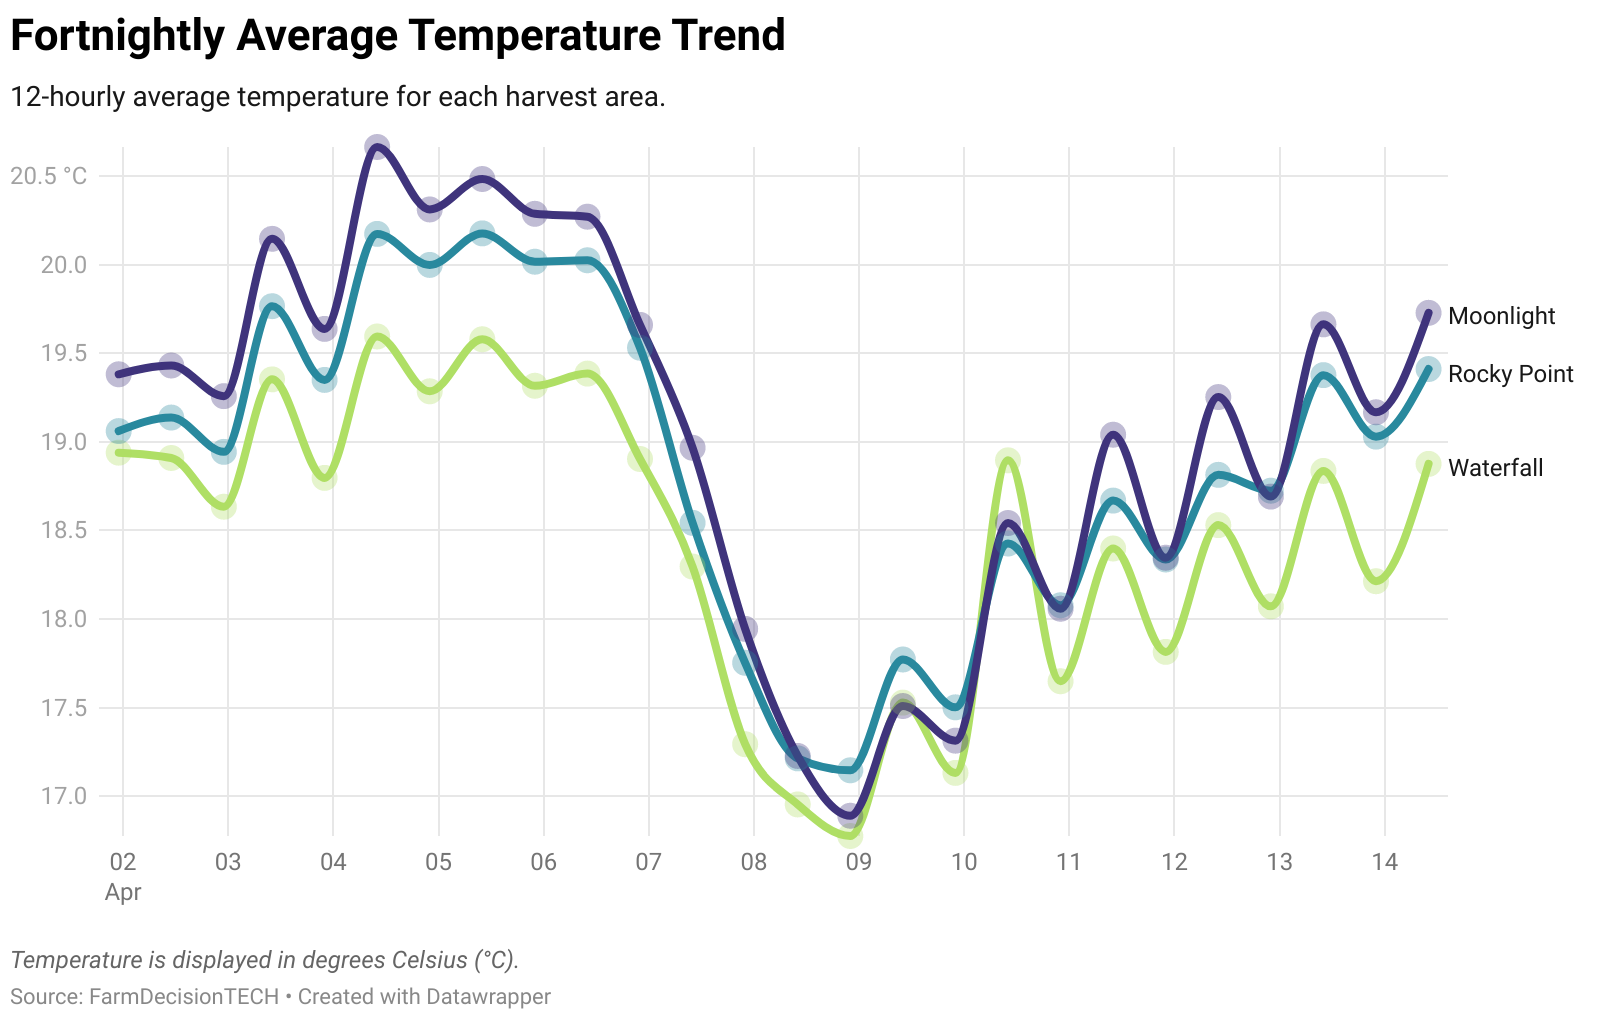 Fortnightly Average Temperature Trend
12-hourly average temperature for each harvest area.
20.5 °C
20.0
19.5
19.0
18.5
18.0
17.5
17.0
Moonlight
Rocky Point
Waterfall
02 03 04 05 06 07 08 09 10 11 12 13 14
Apr
Temperature is displayed in degrees Celsius (°C).
Source: FarmDecisionTECH • Created with Datawrapper